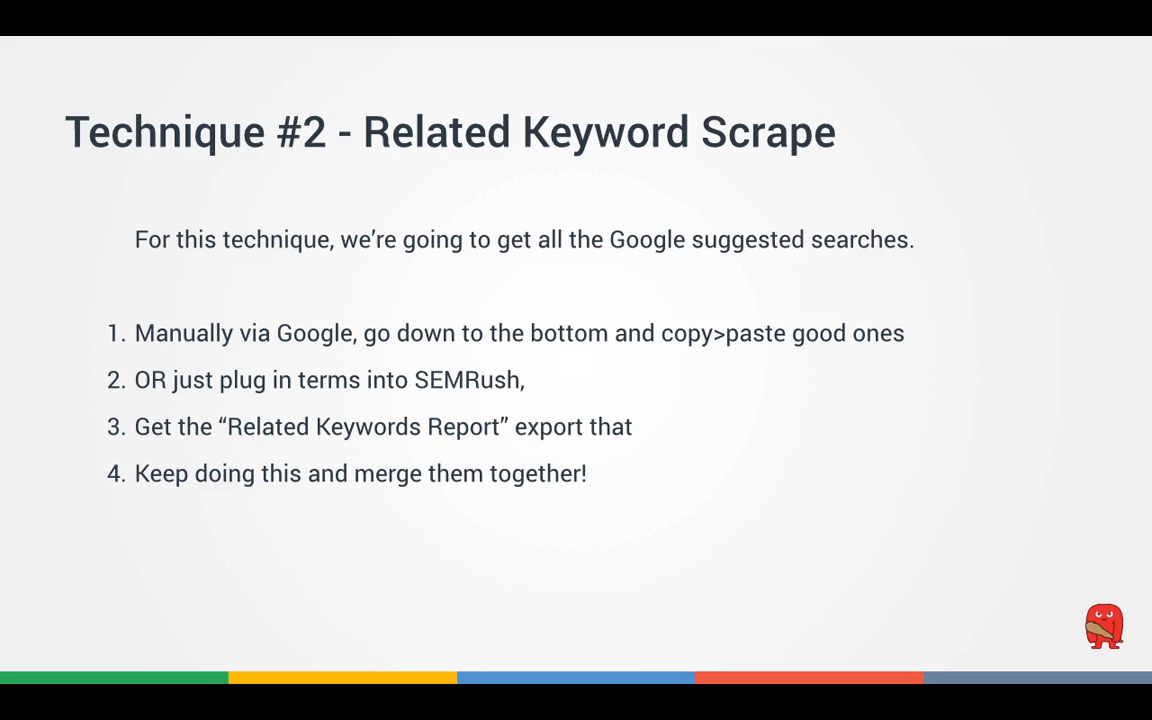 Technique #2 - Related Keyword Scrape
For this technique, we’re going to get all the Google suggested searches.
1. Manually via Google, go down to the bottom and copy>paste good ones
2. OR just plug in terms into SEMRush,
3. Get the “Related Keywords Report” export that
4. Keep doing this and merge them together!